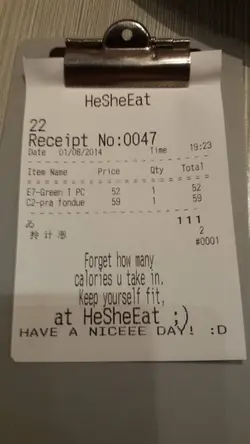 HeSheEat
22
Receipt No:0047
Date 01/06/2014 Time 19:23
Item Name Price Qty Total
E7-Green I PC 52 1 52
C2-pra fondue 59 1 59
111
2
#0001
Forget how many
calories u take in.
Keep yourself fit,
at HeSheEat ;)
HAVE A NICEEE DAY! :D